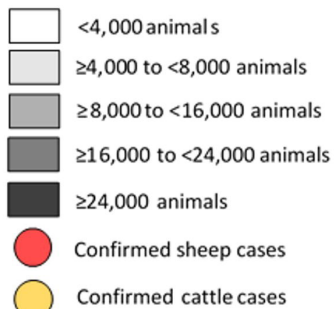 <4,000 animals
≥4,000 to <8,000 animals
≥8,000 to <16,000 animals
≥16,000 to <24,000 animals
≥24,000 animals
Confirmed sheep cases
Confirmed cattle cases